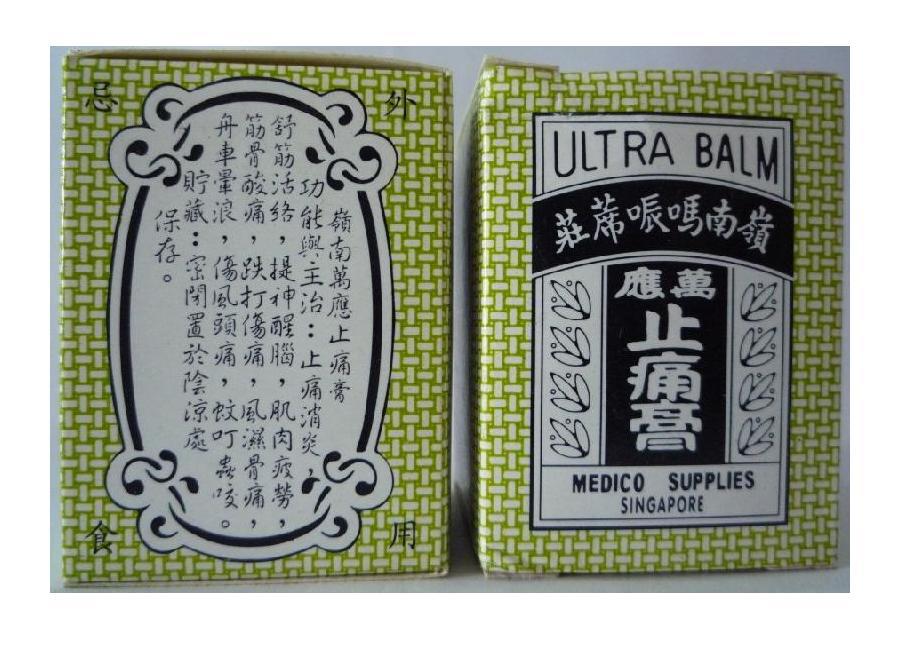 外用
忌食
嶺南萬應止痛膏
功能與主治：止痛消炎，
舒筋活絡，提神醒腦，肌肉疲勞，
筋骨酸痛，跌打傷痛，風濕骨痛，
舟車暈浪，傷風頭痛，蚊叮蟲咬。
貯藏：密閉置於陰涼處
保存。
ULTRA BALM
嶺南嗎哌蓆莊
萬應
止痛膏
MEDICO SUPPLIES
SINGAPORE